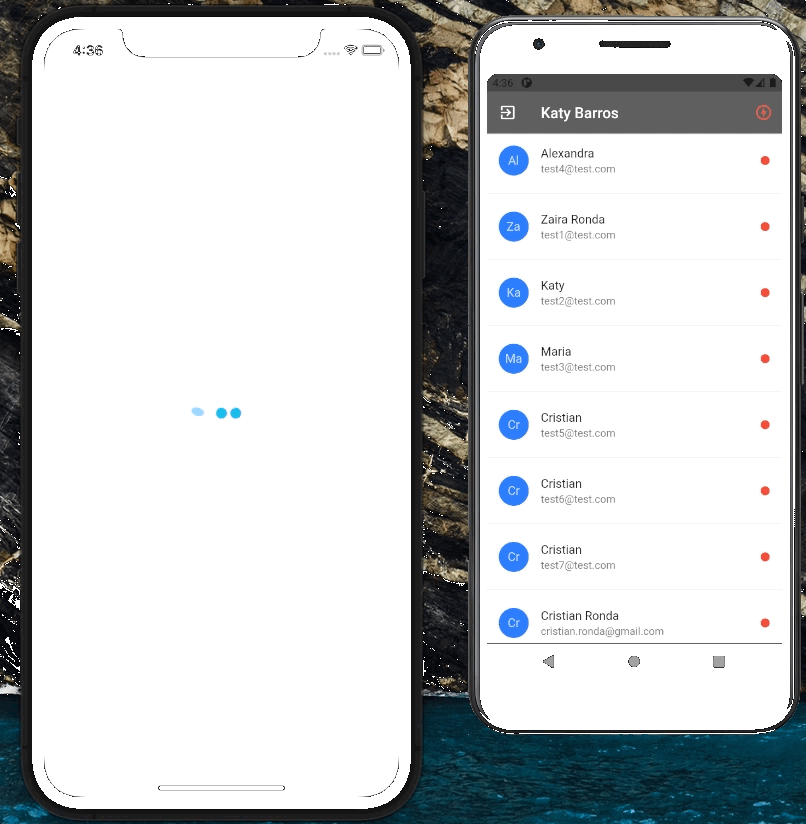 4:36
4:36
Katy Barros
Al
Alexandra
test4@test.com
Za
Zaira Ronda
test1@test.com
Ka
Katy
test2@test.com
Ma
Maria
test3@test.com
Cr
Cristian
test5@test.com
Cr
Cristian
test6@test.com
Cr
Cristian
test7@test.com
Cr
Cristian Ronda
cristian.ronda@gmail.com